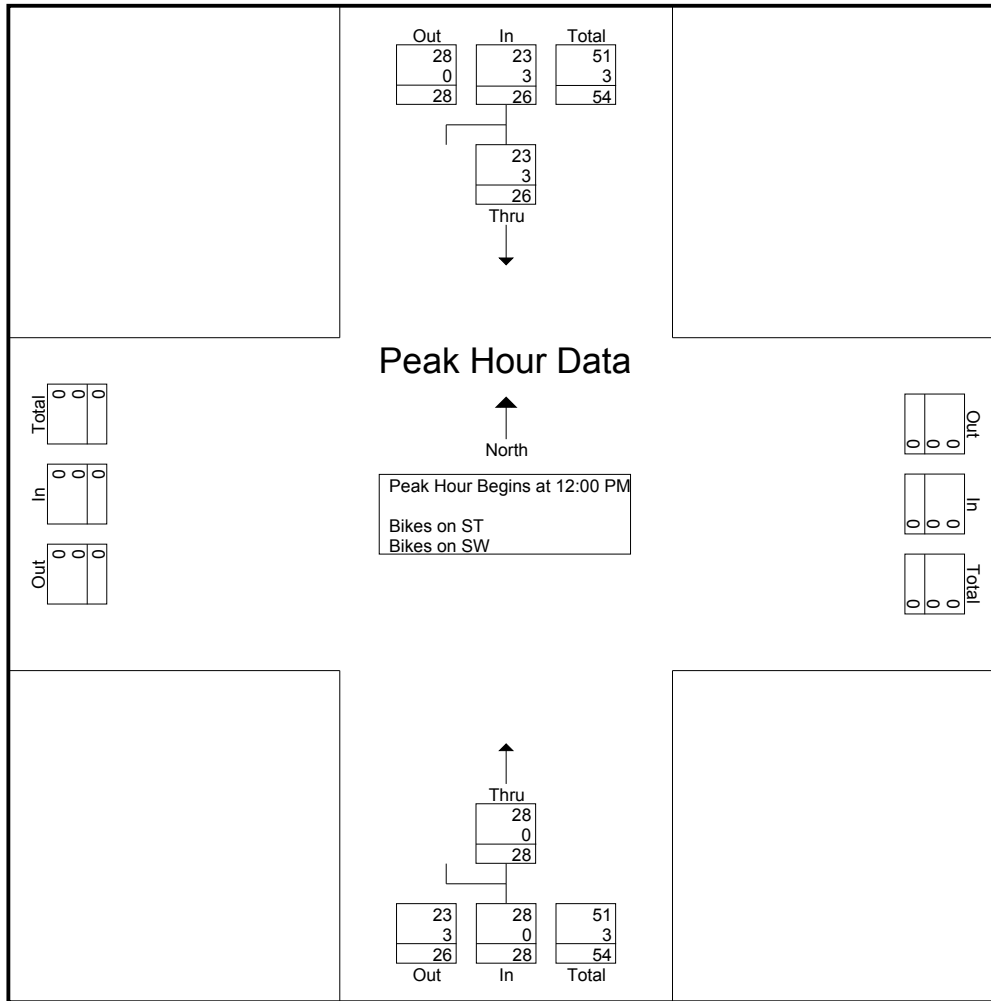 Out In Total
28 23 51
0 3 3
28 26 54
23
3
26
Thru
Peak Hour Data
North
Peak Hour Begins at 12:00 PM
Bikes on ST
Bikes on SW
Total
0
0
0
In
0
0
0
Out
0
0
0
Out
0
0
0
In
0
0
0
Total
0
0
0
Thru
28
0
28
23 28 51
3 0 3
26 28 54
Out In Total